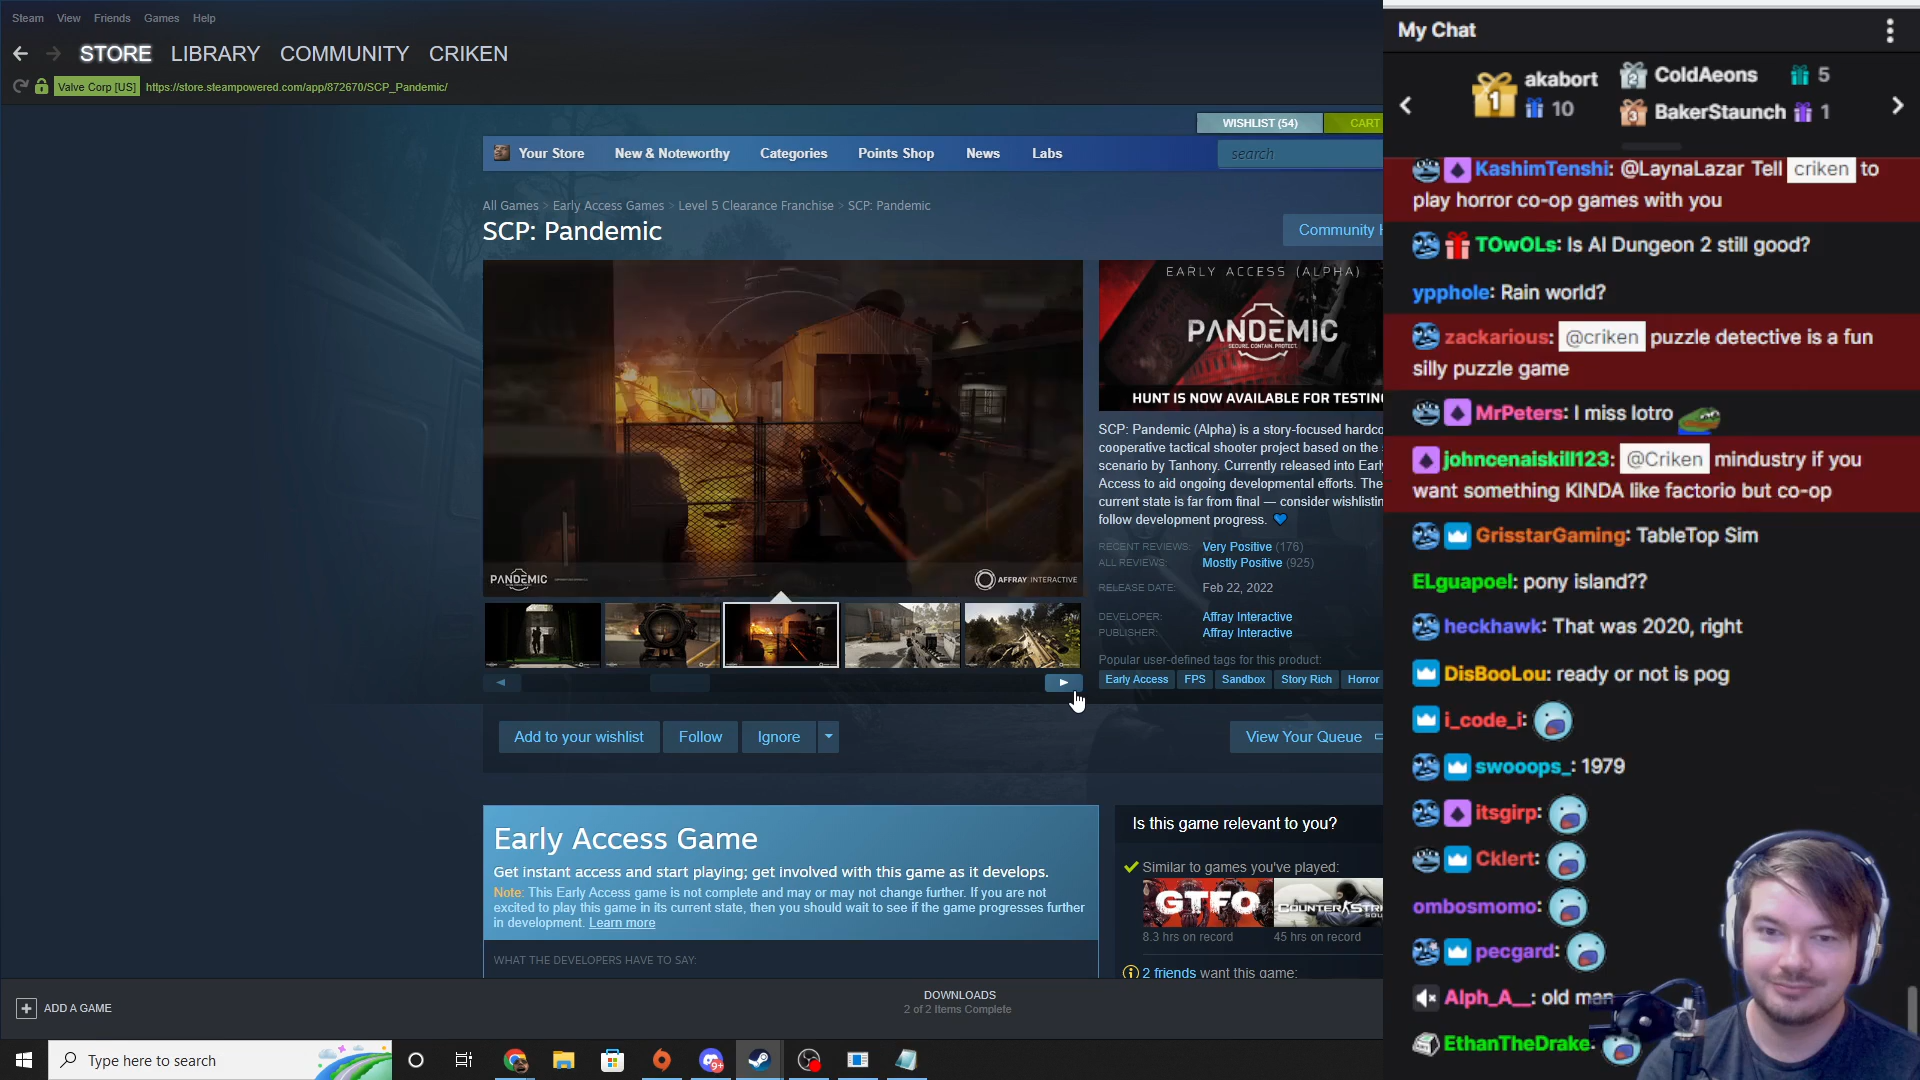 Steam View Friends Games Help
STORE LIBRARY COMMUNITY CRIKEN
Valve Corp [US] https://store.steampowered.com/app/872670/SCP_Pandemic/
WISHLIST (54) CART
Your Store New & Noteworthy Categories Points Shop News Labs search
All Games > Early Access Games > Level 5 Clearance Franchise > SCP: Pandemic
SCP: Pandemic
Community
EARLY ACCESS (ALPHA)
PANDEMIC
SECURE. CONTAIN. PROTECT.
HUNT IS NOW AVAILABLE FOR TESTING
PANDEMIC
AFFRAY INTERACTIVE
SCP: Pandemic (Alpha) is a story-focused hardco
cooperative tactical shooter project based on the
scenario by Tanhony. Currently released into Earl
Access to aid ongoing developmental efforts. The
current state is far from final — consider wishlistin
follow development progress. 💙
RECENT REVIEWS: Very Positive (176)
ALL REVIEWS: Mostly Positive (925)
RELEASE DATE: Feb 22, 2022
DEVELOPER: Affray Interactive
PUBLISHER: Affray Interactive
Popular user-defined tags for this product:
Early Access FPS Sandbox Story Rich Horror
Add to your wishlist Follow Ignore
View Your Queue
Early Access Game
Get instant access and start playing; get involved with this game as it develops.
Note: This Early Access game is not complete and may or may not change further. If you are not
excited to play this game in its current state, then you should wait to see if the game progresses further
in development. Learn more
WHAT THE DEVELOPERS HAVE TO SAY:
Is this game relevant to you?
Similar to games you've played:
GTFO
COUNTER-STRI
8.3 hrs on record 45 hrs on record
2 friends want this game:
ADD A GAME
DOWNLOADS
2 of 2 Items Complete
Type here to search
9+
My Chat
1 akabort 10
2 ColdAeons 5
3 BakerStaunch 1
KashimTenshi: @LaynaLazar Tell criken to
play horror co-op games with you
TOwOLs: Is AI Dungeon 2 still good?
ypphole: Rain world?
zackarious: @criken puzzle detective is a fun
silly puzzle game
MrPeters: I miss lotro
johncenaiskill123: @Criken mindustry if you
want something KINDA like factorio but co-op
GrisstarGaming: TableTop Sim
ELguapoel: pony island??
heckhawk: That was 2020, right
DisBooLou: ready or not is pog
i_code_i:
swooops_: 1979
itsgirp:
Cklert:
ombosmomo:
pecgard:
Alph_A__: old man
EthanTheDrake: